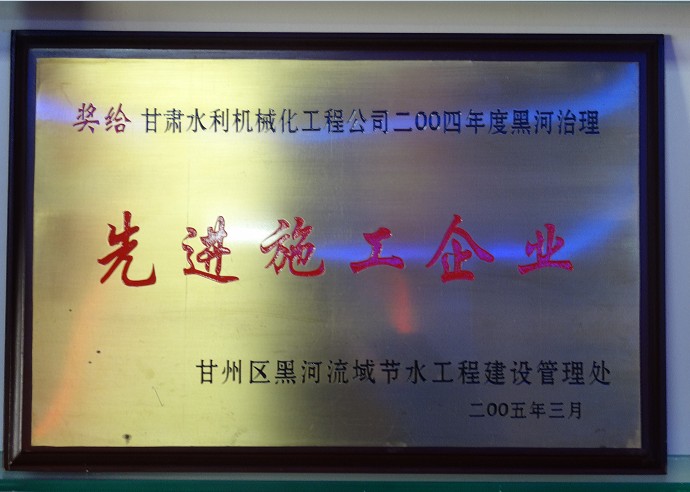 奖给 甘肃水利机械化工程公司二00四年度黑河治理
先进施工企业
甘州区黑河流域节水工程建设管理处
二00五年三月